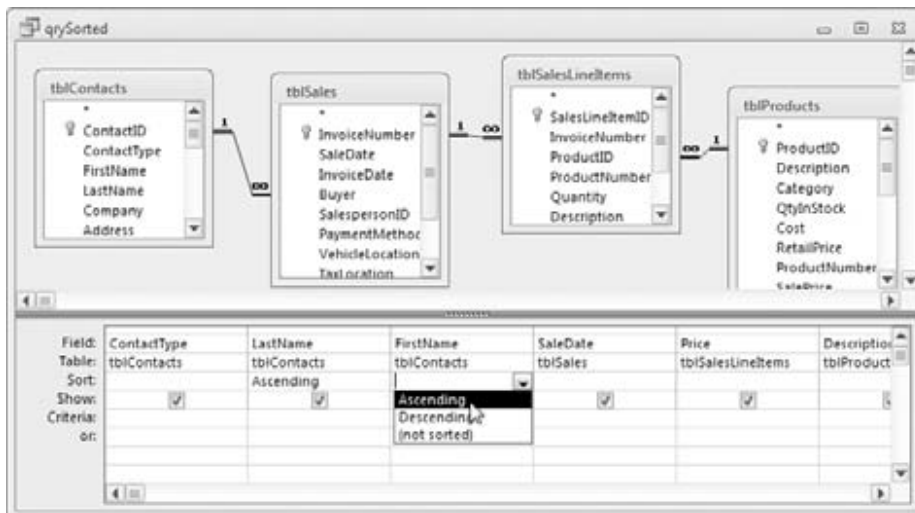 qrySorted
tblContacts
*
ContactID
ContactType
FirstName
LastName
Company
Address
1
∞
tblSales
*
InvoiceNumber
SaleDate
InvoiceDate
Buyer
SalespersonID
PaymentMethod
VehicleLocation
TaxLocation
1
∞
tblSalesLineItems
*
SalesLineItemID
InvoiceNumber
ProductID
ProductNumber
Quantity
Description
∞
1
tblProducts
*
ProductID
Description
Category
QtyInStock
Cost
RetailPrice
ProductNumber
SalePrice
Field: ContactType LastName FirstName SaleDate Price Description
Table: tblContacts tblContacts tblContacts tblSales tblSalesLineItems tblProduct
Sort: Ascending
Show: Ascending
Criteria: Descending
or: (not sorted)